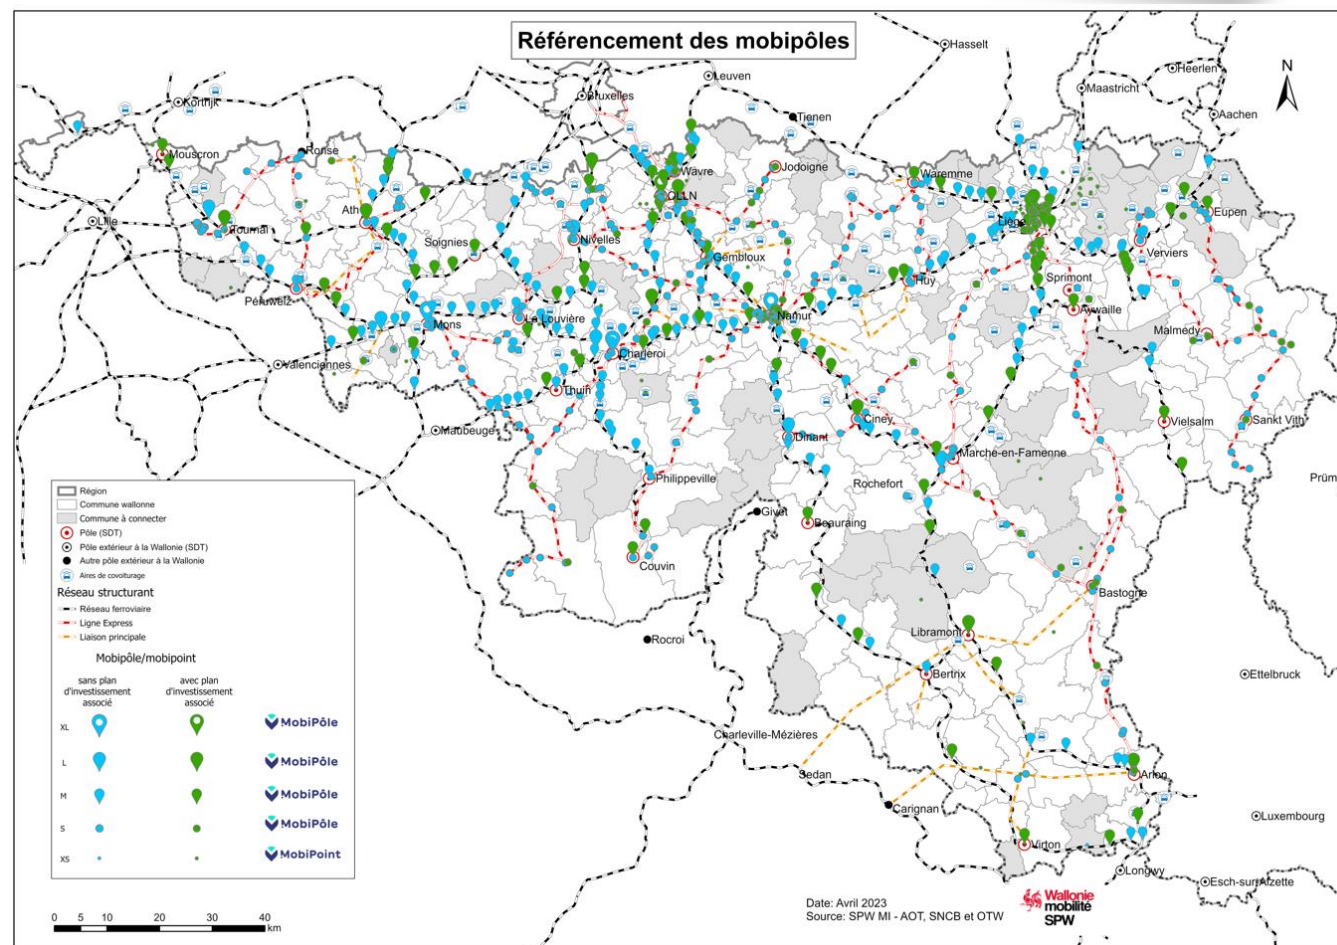 Référencement des mobipôles
Hasselt
N
Leuven
Heerlen
Bruxelles
Maastricht
Kortrijk
Tienen
Aachen
Mouscron
Ronse
Wavre
Jodoigne
Waremme
Ath
OLLN
Lille
Tournai
Soignies
Nivelles
Liège
Eupen
Gembloux
Verviers
Péruwelz
Huy
Sprimont
Mons
La Louvière
Namur
Aywaille
Malmedy
Valenciennes
Charleroi
Thuin
Ciney
Vielsalm
Sankt Vith
Maubeuge
Dinant
Marche-en-Famenne
Philippeville
Rochefort
Prüm
Givet
Beauraing
Couvin
Bastogne
Rocroi
Libramont
Bertrix
Ettelbruck
Charleville-Mézières
Sedan
Arlon
Carignan
Luxembourg
Virton
Longwy
Esch-sur-Alzette
Région
Commune wallonne
Commune à connecter
Pôle (SDT)
Pôle extérieur à la Wallonie (SDT)
Autre pôle extérieur à la Wallonie
Aires de covoiturage
Réseau structurant
Réseau ferroviaire
Ligne Express
Liaison principale
Mobipôle/mobipoint
sans plan avec plan
d'investissement d'investissement
associé associé
XL MobiPôle
L MobiPôle
M MobiPôle
S MobiPôle
XS MobiPoint
0 5 10 20 30 40
km
Date: Avril 2023
Source: SPW MI - AOT, SNCB et OTW
Wallonie
mobilité
SPW